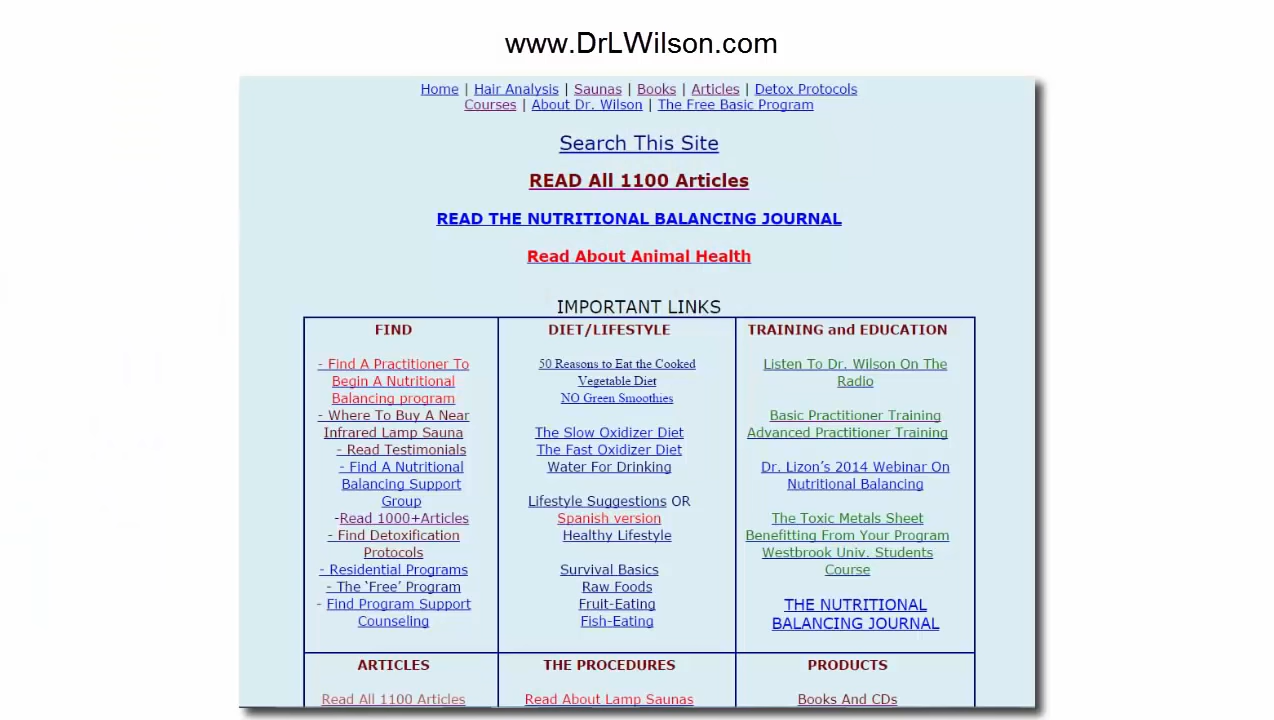 www.DrLWilson.com
Home | Hair Analysis | Saunas | Books | Articles | Detox Protocols
Courses | About Dr. Wilson | The Free Basic Program
Search This Site
READ All 1100 Articles
READ THE NUTRITIONAL BALANCING JOURNAL
Read About Animal Health
IMPORTANT LINKS
FIND
- Find A Practitioner To
Begin A Nutritional
Balancing program
- Where To Buy A Near
Infrared Lamp Sauna
- Read Testimonials
- Find A Nutritional
Balancing Support
Group
-Read 1000+Articles
- Find Detoxification
Protocols
- Residential Programs
- The ‘Free’ Program
- Find Program Support
Counseling
DIET/LIFESTYLE
50 Reasons to Eat the Cooked
Vegetable Diet
NO Green Smoothies
The Slow Oxidizer Diet
The Fast Oxidizer Diet
Water For Drinking
Lifestyle Suggestions OR
Spanish version
Healthy Lifestyle
Survival Basics
Raw Foods
Fruit-Eating
Fish-Eating
TRAINING and EDUCATION
Listen To Dr. Wilson On The
Radio
Basic Practitioner Training
Advanced Practitioner Training
Dr. Lizon’s 2014 Webinar On
Nutritional Balancing
The Toxic Metals Sheet
Benefitting From Your Program
Westbrook Univ. Students
Course
THE NUTRITIONAL
BALANCING JOURNAL
ARTICLES
Read All 1100 Articles
THE PROCEDURES
Read About Lamp Saunas
PRODUCTS
Books And CDs